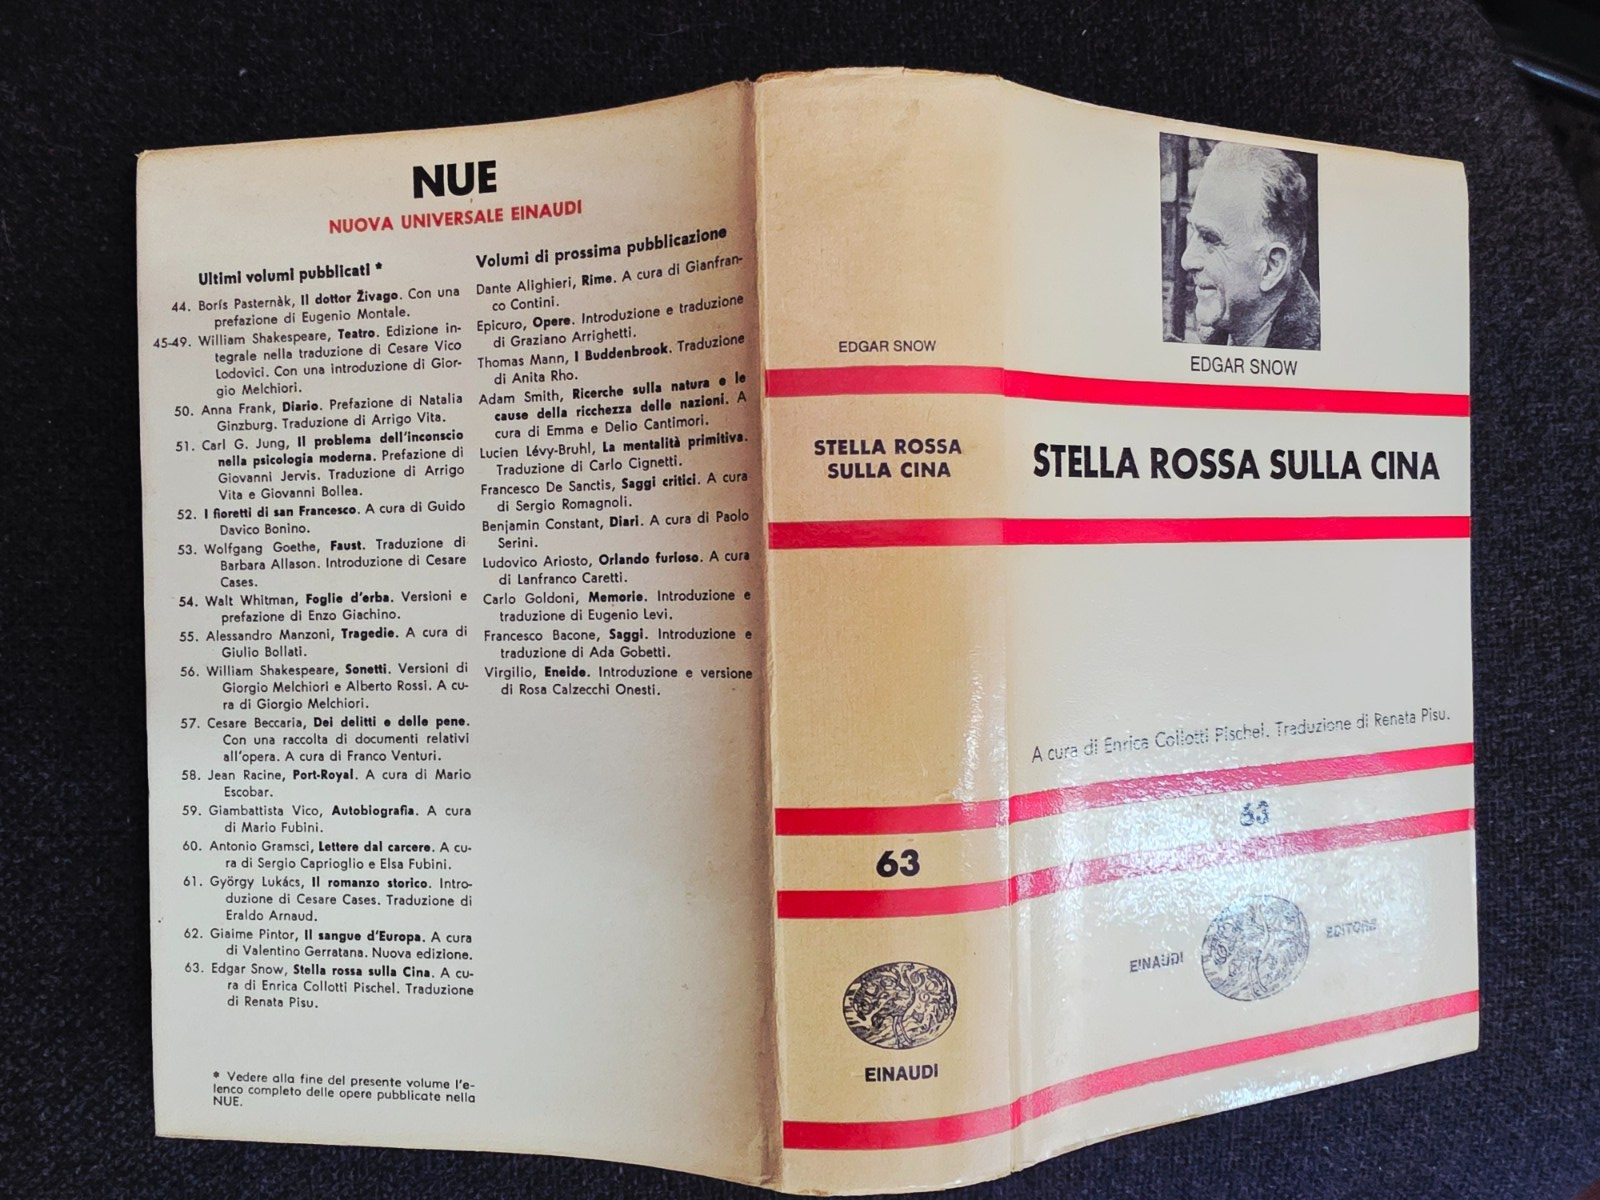 NUE
NUOVA UNIVERSALE EINAUDI
Ultimi volumi pubblicati *
44. Borís Pasternàk, Il dottor Živago. Con una
prefazione di Eugenio Montale.
45-49. William Shakespeare, Teatro. Edizione in-
tegrale nella traduzione di Cesare Vico
Lodovici. Con una introduzione di Gior-
gio Melchiori.
50. Anna Frank, Diario. Prefazione di Natalia
Ginzburg. Traduzione di Arrigo Vita.
51. Carl G. Jung, Il problema dell'inconscio
nella psicologia moderna. Prefazione di
Giovanni Jervis. Traduzione di Arrigo
Vita e Giovanni Bollea.
52. I fioretti di san Francesco. A cura di Guido
Davico Bonino.
53. Wolfgang Goethe, Faust. Traduzione di
Barbara Allason. Introduzione di Cesare
Cases.
54. Walt Whitman, Foglie d'erba. Versioni e
prefazione di Enzo Giachino.
55. Alessandro Manzoni, Tragedie. A cura di
Giulio Bollati.
56. William Shakespeare, Sonetti. Versioni di
Giorgio Melchiori e Alberto Rossi. A cu-
ra di Giorgio Melchiori.
57. Cesare Beccaria, Dei delitti e delle pene.
Con una raccolta di documenti relativi
all'opera. A cura di Franco Venturi.
58. Jean Racine, Port-Royal. A cura di Mario
Escobar.
59. Giambattista Vico, Autobiografia. A cura
di Mario Fubini.
60. Antonio Gramsci, Lettere dal carcere. A cu-
ra di Sergio Caprioglio e Elsa Fubini.
61. György Lukács, Il romanzo storico. Intro-
duzione di Cesare Cases. Traduzione di
Eraldo Arnaud.
62. Giaime Pintor, Il sangue d'Europa. A cura
di Valentino Gerratana. Nuova edizione.
63. Edgar Snow, Stella rossa sulla Cina. A cu-
ra di Enrica Collotti Pischel. Traduzione
di Renata Pisu.
* Vedere alla fine del presente volume l'e-
lenco completo delle opere pubblicate nella
NUE.
Volumi di prossima pubblicazione
Dante Alighieri, Rime. A cura di Gianfran-
co Contini.
Epicuro, Opere. Introduzione e traduzione
di Graziano Arrighetti.
Thomas Mann, I Buddenbrook. Traduzione
di Anita Rho.
Adam Smith, Ricerche sulla natura e le
cause della ricchezza delle nazioni. A
cura di Emma e Delio Cantimori.
Lucien Lévy-Bruhl, La mentalità primitiva.
Traduzione di Carlo Cignetti.
Francesco De Sanctis, Saggi critici. A cura
di Sergio Romagnoli.
Benjamin Constant, Diari. A cura di Paolo
Serini.
Ludovico Ariosto, Orlando furioso. A cura
di Lanfranco Caretti.
Carlo Goldoni, Memorie. Introduzione e
traduzione di Eugenio Levi.
Francesco Bacone, Saggi. Introduzione e
traduzione di Ada Gobetti.
Virgilio, Eneide. Introduzione e versione
di Rosa Calzecchi Onesti.
EDGAR SNOW
STELLA ROSSA
SULLA CINA
63
EINAUDI
EDGAR SNOW
STELLA ROSSA SULLA CINA
A cura di Enrica Collotti Pischel. Traduzione di Renata Pisu.
63
EINAUDI EDITORE